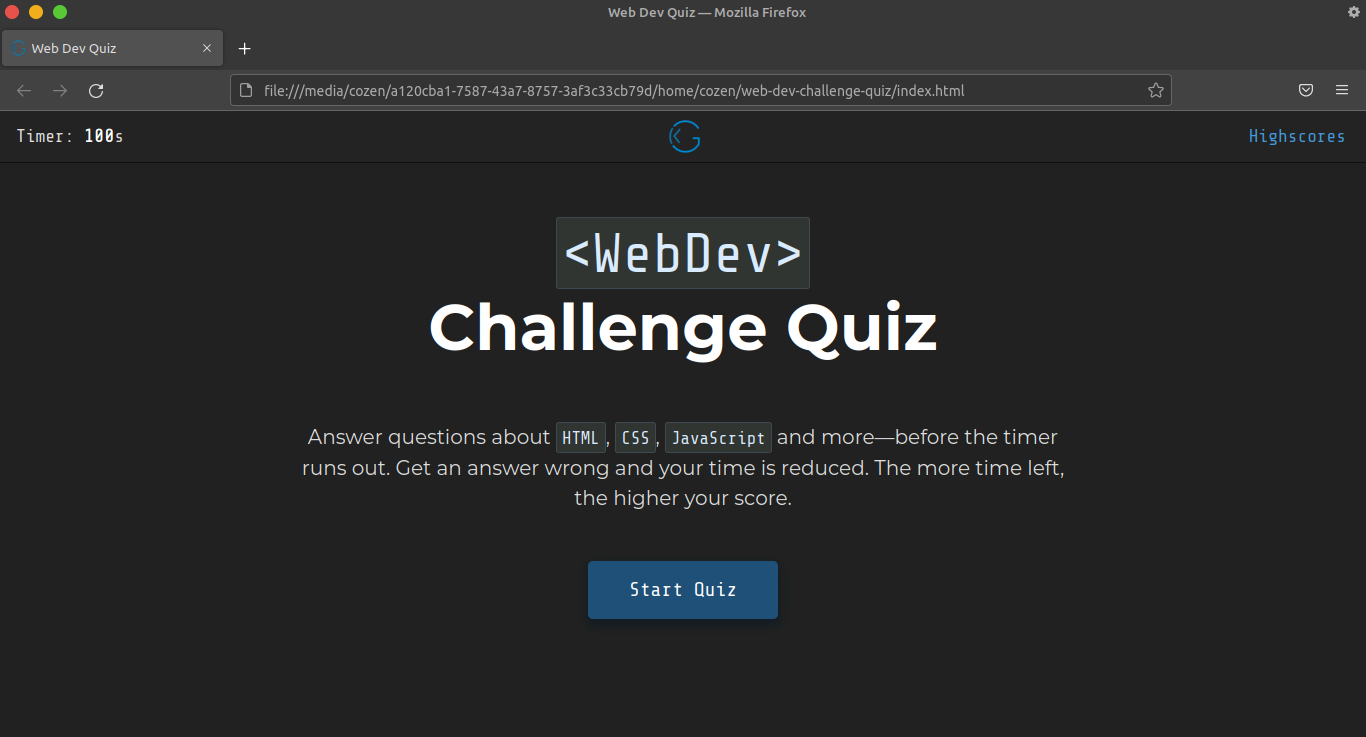 Web Dev Quiz — Mozilla Firefox
Web Dev Quiz
file:///media/cozen/a120cba1-7587-43a7-8757-3af3c33cb79d/home/cozen/web-dev-challenge-quiz/index.html
Timer: 100s
Highscores
<WebDev>
Challenge Quiz
Answer questions about HTML, CSS, JavaScript and more—before the timer
runs out. Get an answer wrong and your time is reduced. The more time left,
the higher your score.
Start Quiz